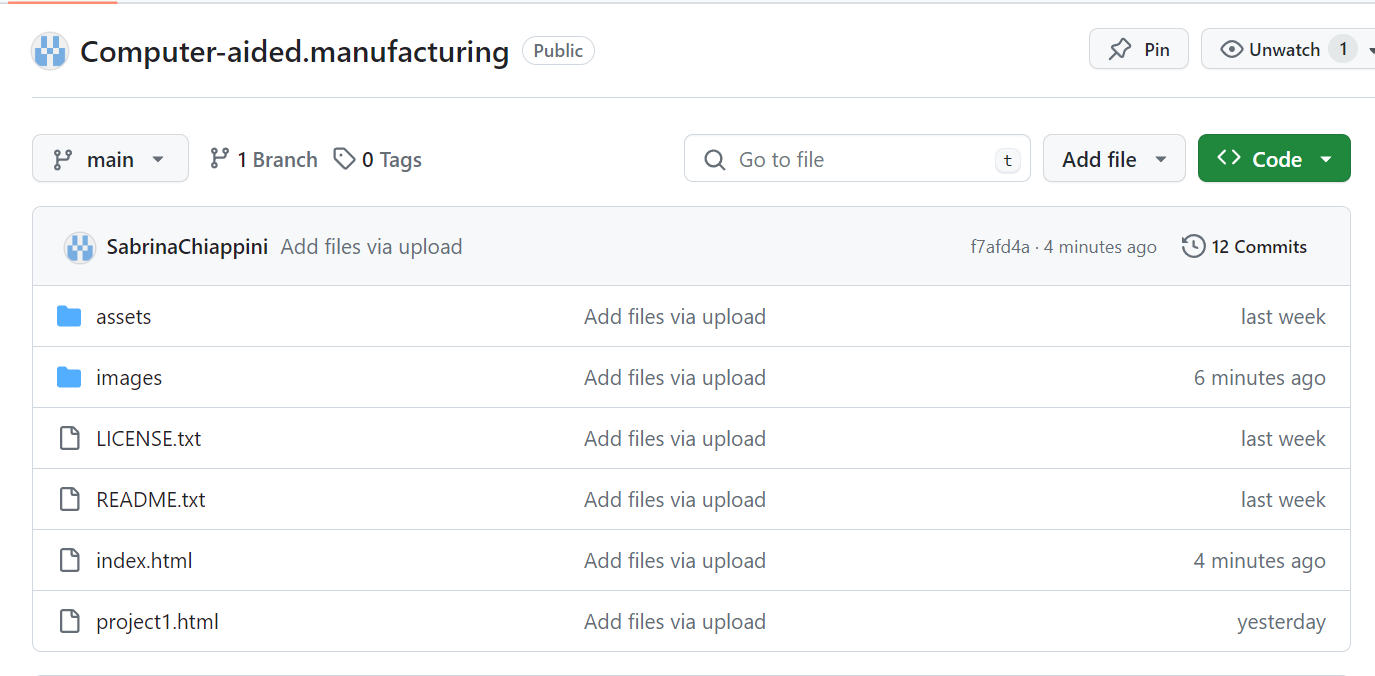 Computer-aided.manufacturing Public Pin Unwatch 1
main 1 Branch 0 Tags Go to file t Add file Code
SabrinaChiappini Add files via upload f7afd4a · 4 minutes ago 12 Commits
assets Add files via upload last week
images Add files via upload 6 minutes ago
LICENSE.txt Add files via upload last week
README.txt Add files via upload last week
index.html Add files via upload 4 minutes ago
project1.html Add files via upload yesterday